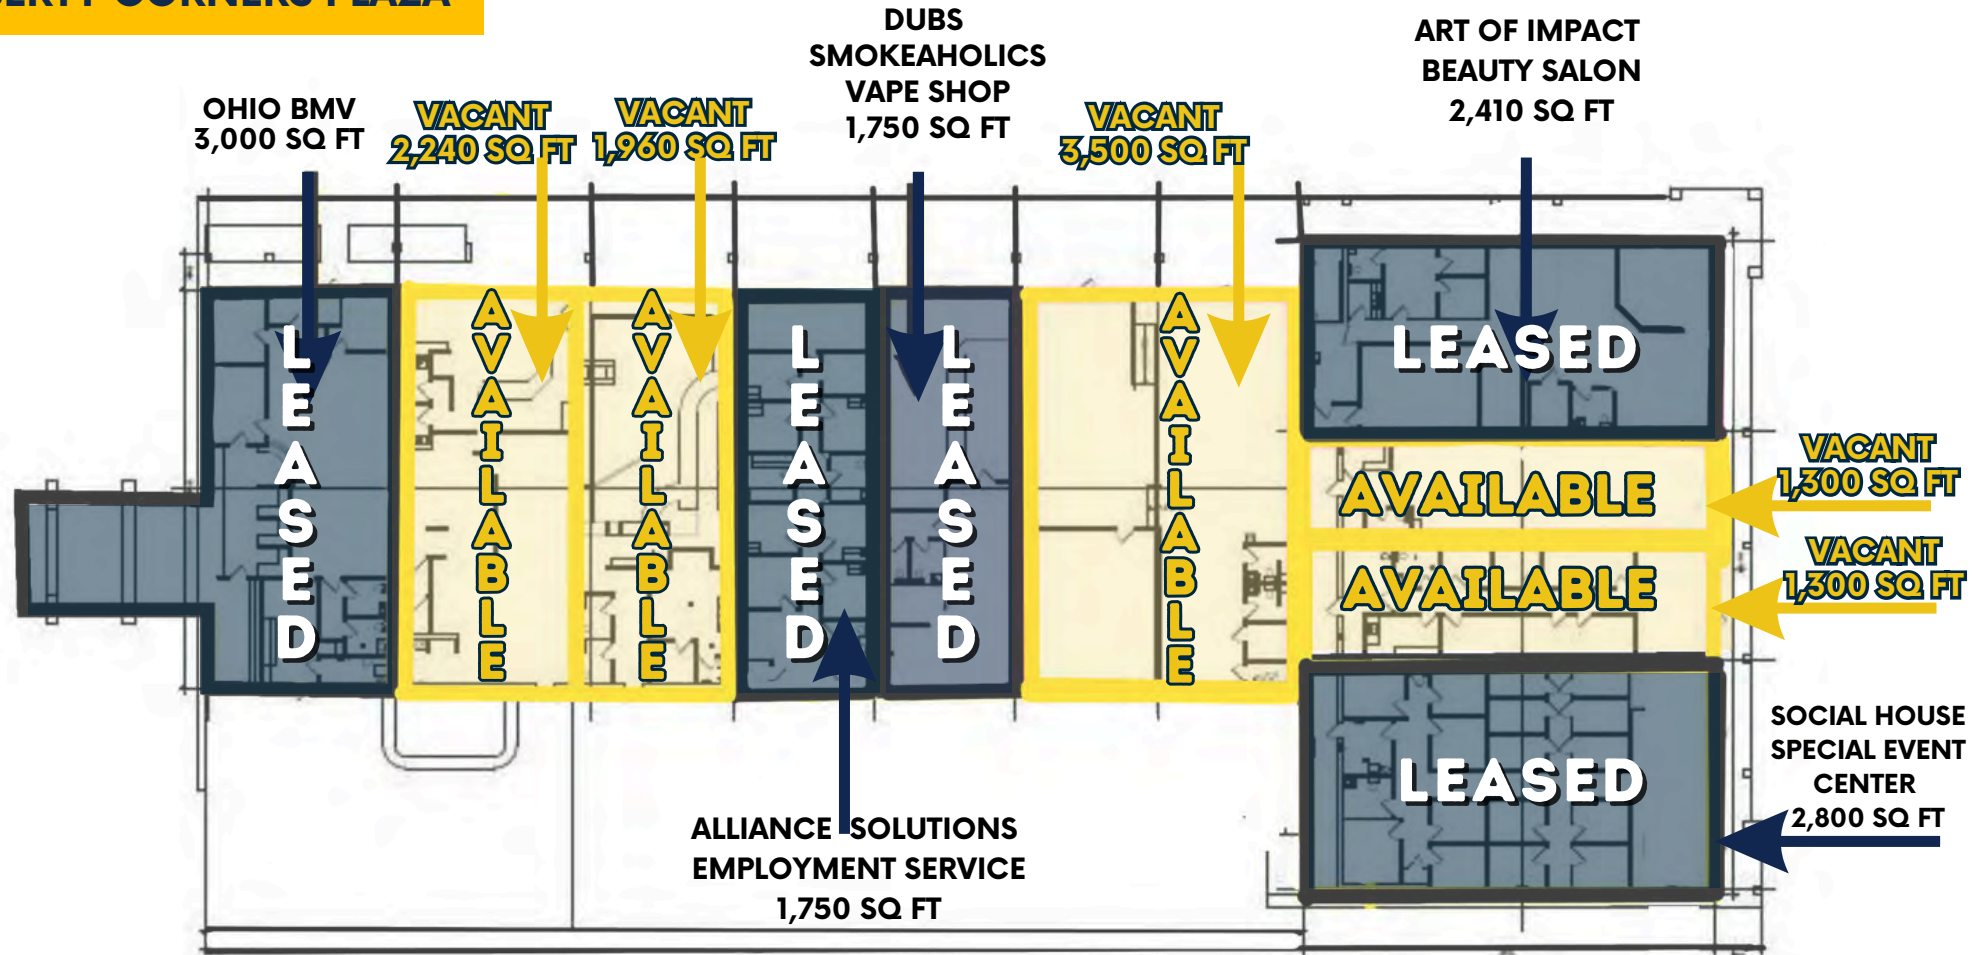 CORNERS PLAZA
OHIO BMV
3,000 SQ FT
VACANT
2,240 SQ FT
VACANT
1,960 SQ FT
DUBS
SMOKEAHOLICS
VAPE SHOP
1,750 SQ FT
VACANT
3,500 SQ FT
ART OF IMPACT
BEAUTY SALON
2,410 SQ FT
LEASED
AVAILABLE
AVAILABLE
LEASED
LEASED
AVAILABLE
LEASED
AVAILABLE
VACANT
1,300 SQ FT
AVAILABLE
VACANT
1,300 SQ FT
LEASED
SOCIAL HOUSE
SPECIAL EVENT
CENTER
2,800 SQ FT
ALLIANCE SOLUTIONS
EMPLOYMENT SERVICE
1,750 SQ FT